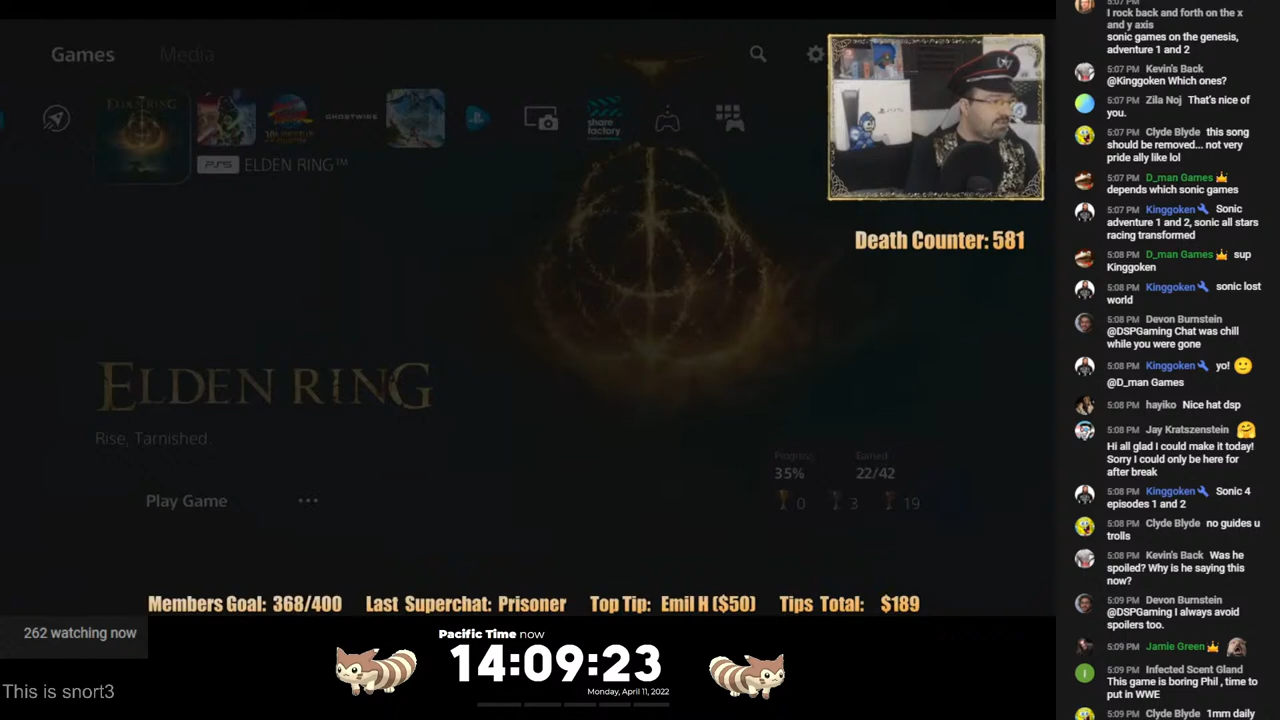 Games Media
ELDEN RING
GHOSTWIRE
share
factory
PS5 ELDEN RING™
Death Counter: 581
ELDEN RING
Rise, Tarnished.
Progress Earned
35% 22/42
Play Game ...
0 3 19
Members Goal: 368/400 Last Superchat: Prisoner Top Tip: Emil H ($50) Tips Total: $189
262 watching now
Pacific Time now
14:09:23
Monday, April 11, 2022
This is snort3
5:07 PM
I rock back and forth on the x
and y axis
sonic games on the genesis,
adventure 1 and 2
5:07 PM Kevin's Back
@Kinggoken Which ones?
5:07 PM Zila Noj That's nice of
you.
5:07 PM Clyde Blyde this song
should be removed... not very
pride ally like lol
5:07 PM D_man Games
depends which sonic games
5:07 PM Kinggoken Sonic
adventure 1 and 2, sonic all stars
racing transformed
5:08 PM D_man Games sup
Kinggoken
5:08 PM Kinggoken sonic lost
world
5:08 PM Devon Burnstein
@DSPGaming Chat was chill
while you were gone
5:08 PM Kinggoken yo!
@D_man Games
5:08 PM hayiko Nice hat dsp
5:08 PM Jay Kratszenstein
Hi all glad I could make it today!
Sorry I could only be here for
after break
5:08 PM Kinggoken Sonic 4
episodes 1 and 2
5:08 PM Clyde Blyde no guides u
trolls
5:08 PM Kevin's Back Was he
spoiled? Why is he saying this
now?
5:09 PM Devon Burnstein
@DSPGaming I always avoid
spoilers too.
5:09 PM Jamie Green
5:09 PM Infected Scent Gland
This game is boring Phil , time to
put in WWE
5:09 PM Clyde Blyde 1mm daily